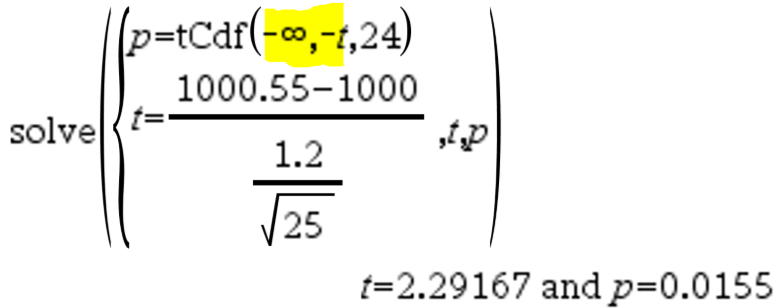 p=tCdf(-∞,-t,24)
t=(1000.55-1000)/(1.2/√25)
solve({ ,t,p)
t=2.29167 and p=0.0155